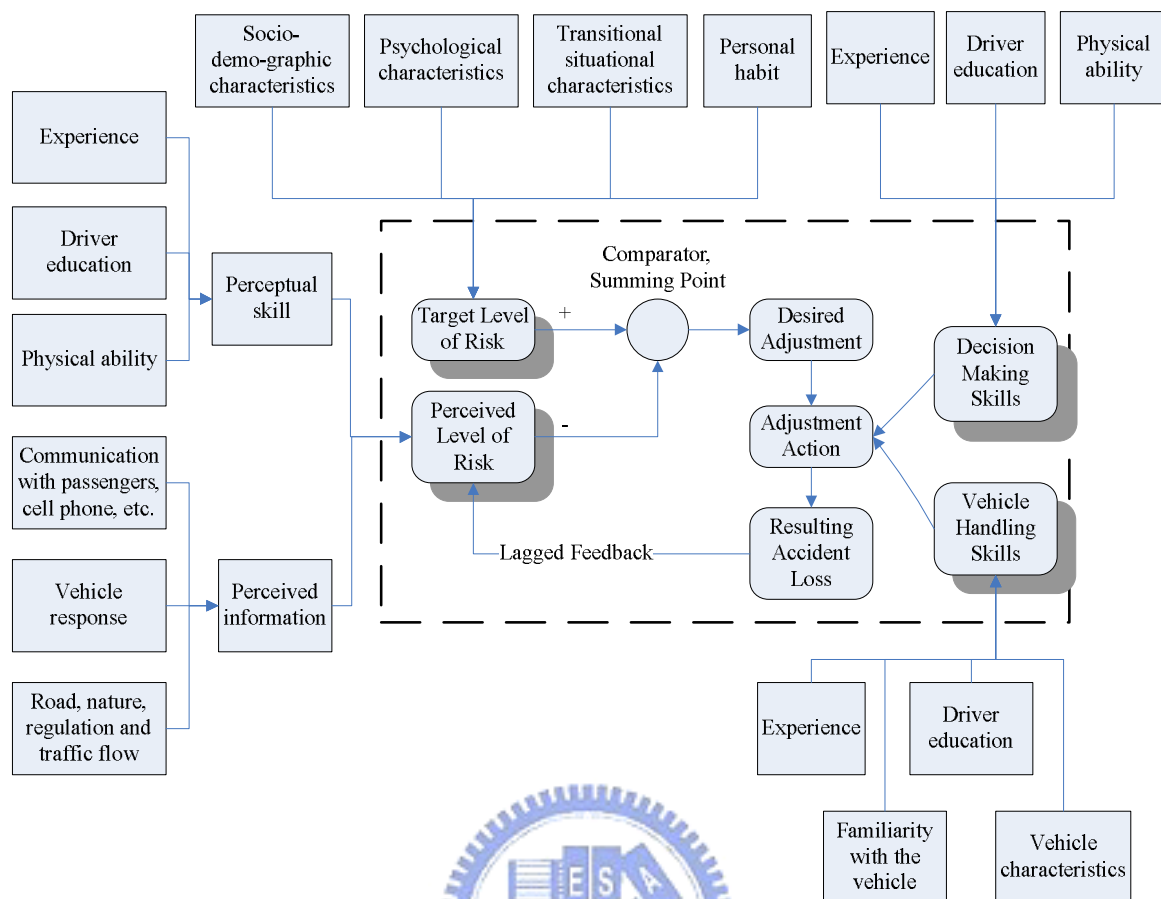 Socio-
demo-graphic
characteristics
Psychological
characteristics
Transitional
situational
characteristics
Personal
habit
Experience
Driver
education
Physical
ability
Experience
Driver
education
Physical ability
Perceptual
skill
Communication
with passengers,
cell phone, etc.
Vehicle
response
Road, nature,
regulation and
traffic flow
Perceived
information
Comparator,
Summing Point
Target Level
of Risk
+
Perceived
Level of
Risk
-
Desired
Adjustment
Adjustment
Action
Resulting
Accident
Loss
Lagged Feedback
Decision
Making
Skills
Vehicle
Handling
Skills
Experience
Driver
education
Familiarity
with the
vehicle
Vehicle
characteristics
E S A